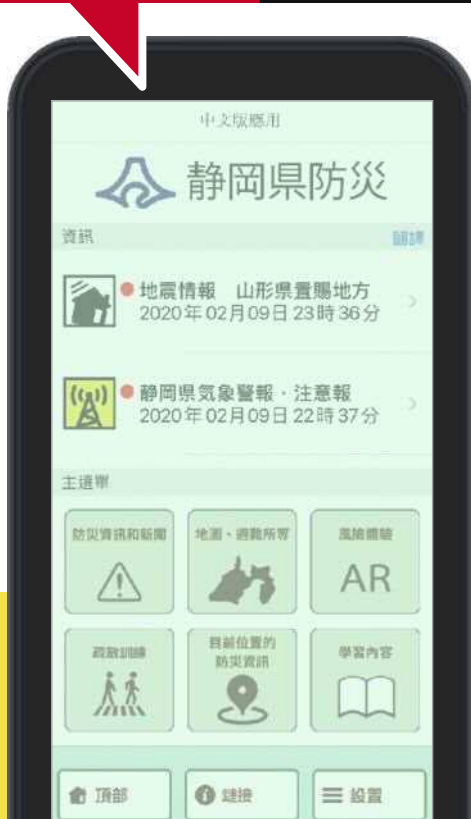 中文版應用
静岡県防災
資訊
地震情報 山形県置賜地方
2020年02月09日23時36分
静岡県気象警報・注意報
2020年02月09日22時37分
主選單
防災資訊和新聞
地圖・避難所等
風險體驗
AR
疏散訓練
目前位置的
防災資訊
學習內容
頂部
鏈接
設置